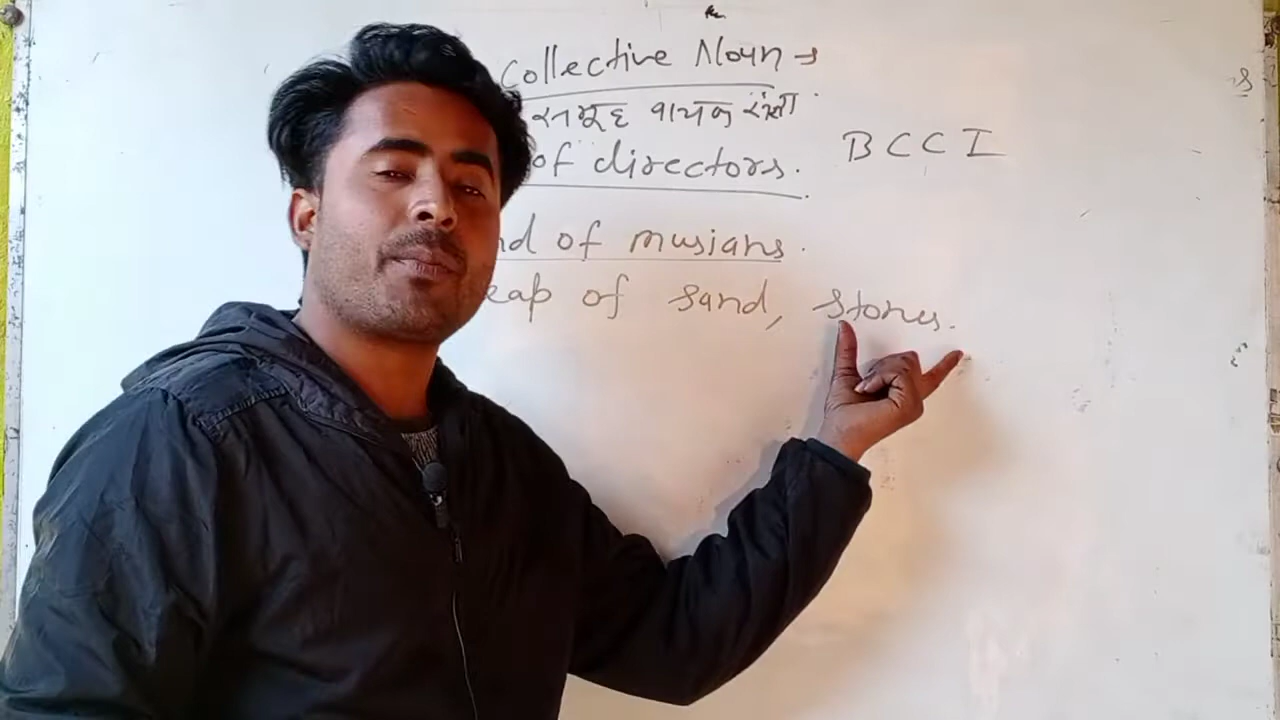 Collective Noun →
समूह वाचक संज्ञा
of directors.
BCCI
nd of musians.
eap of sand, stones.